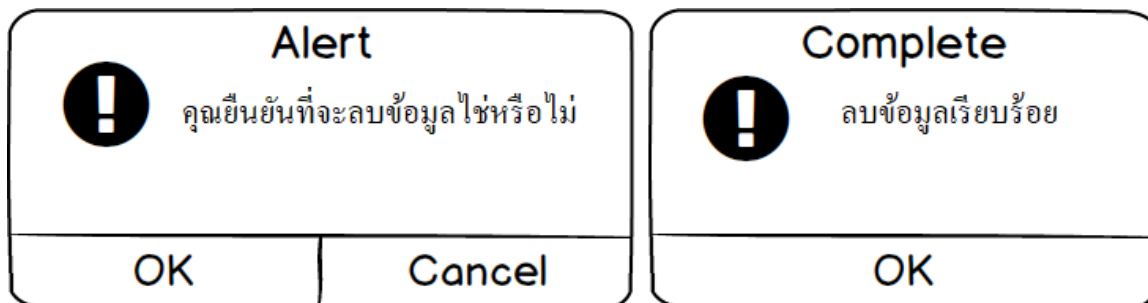 Alert
คุณยืนยันที่จะลบข้อมูลใช่หรือไม่
OK
Cancel
Complete
ลบข้อมูลเรียบร้อย
OK